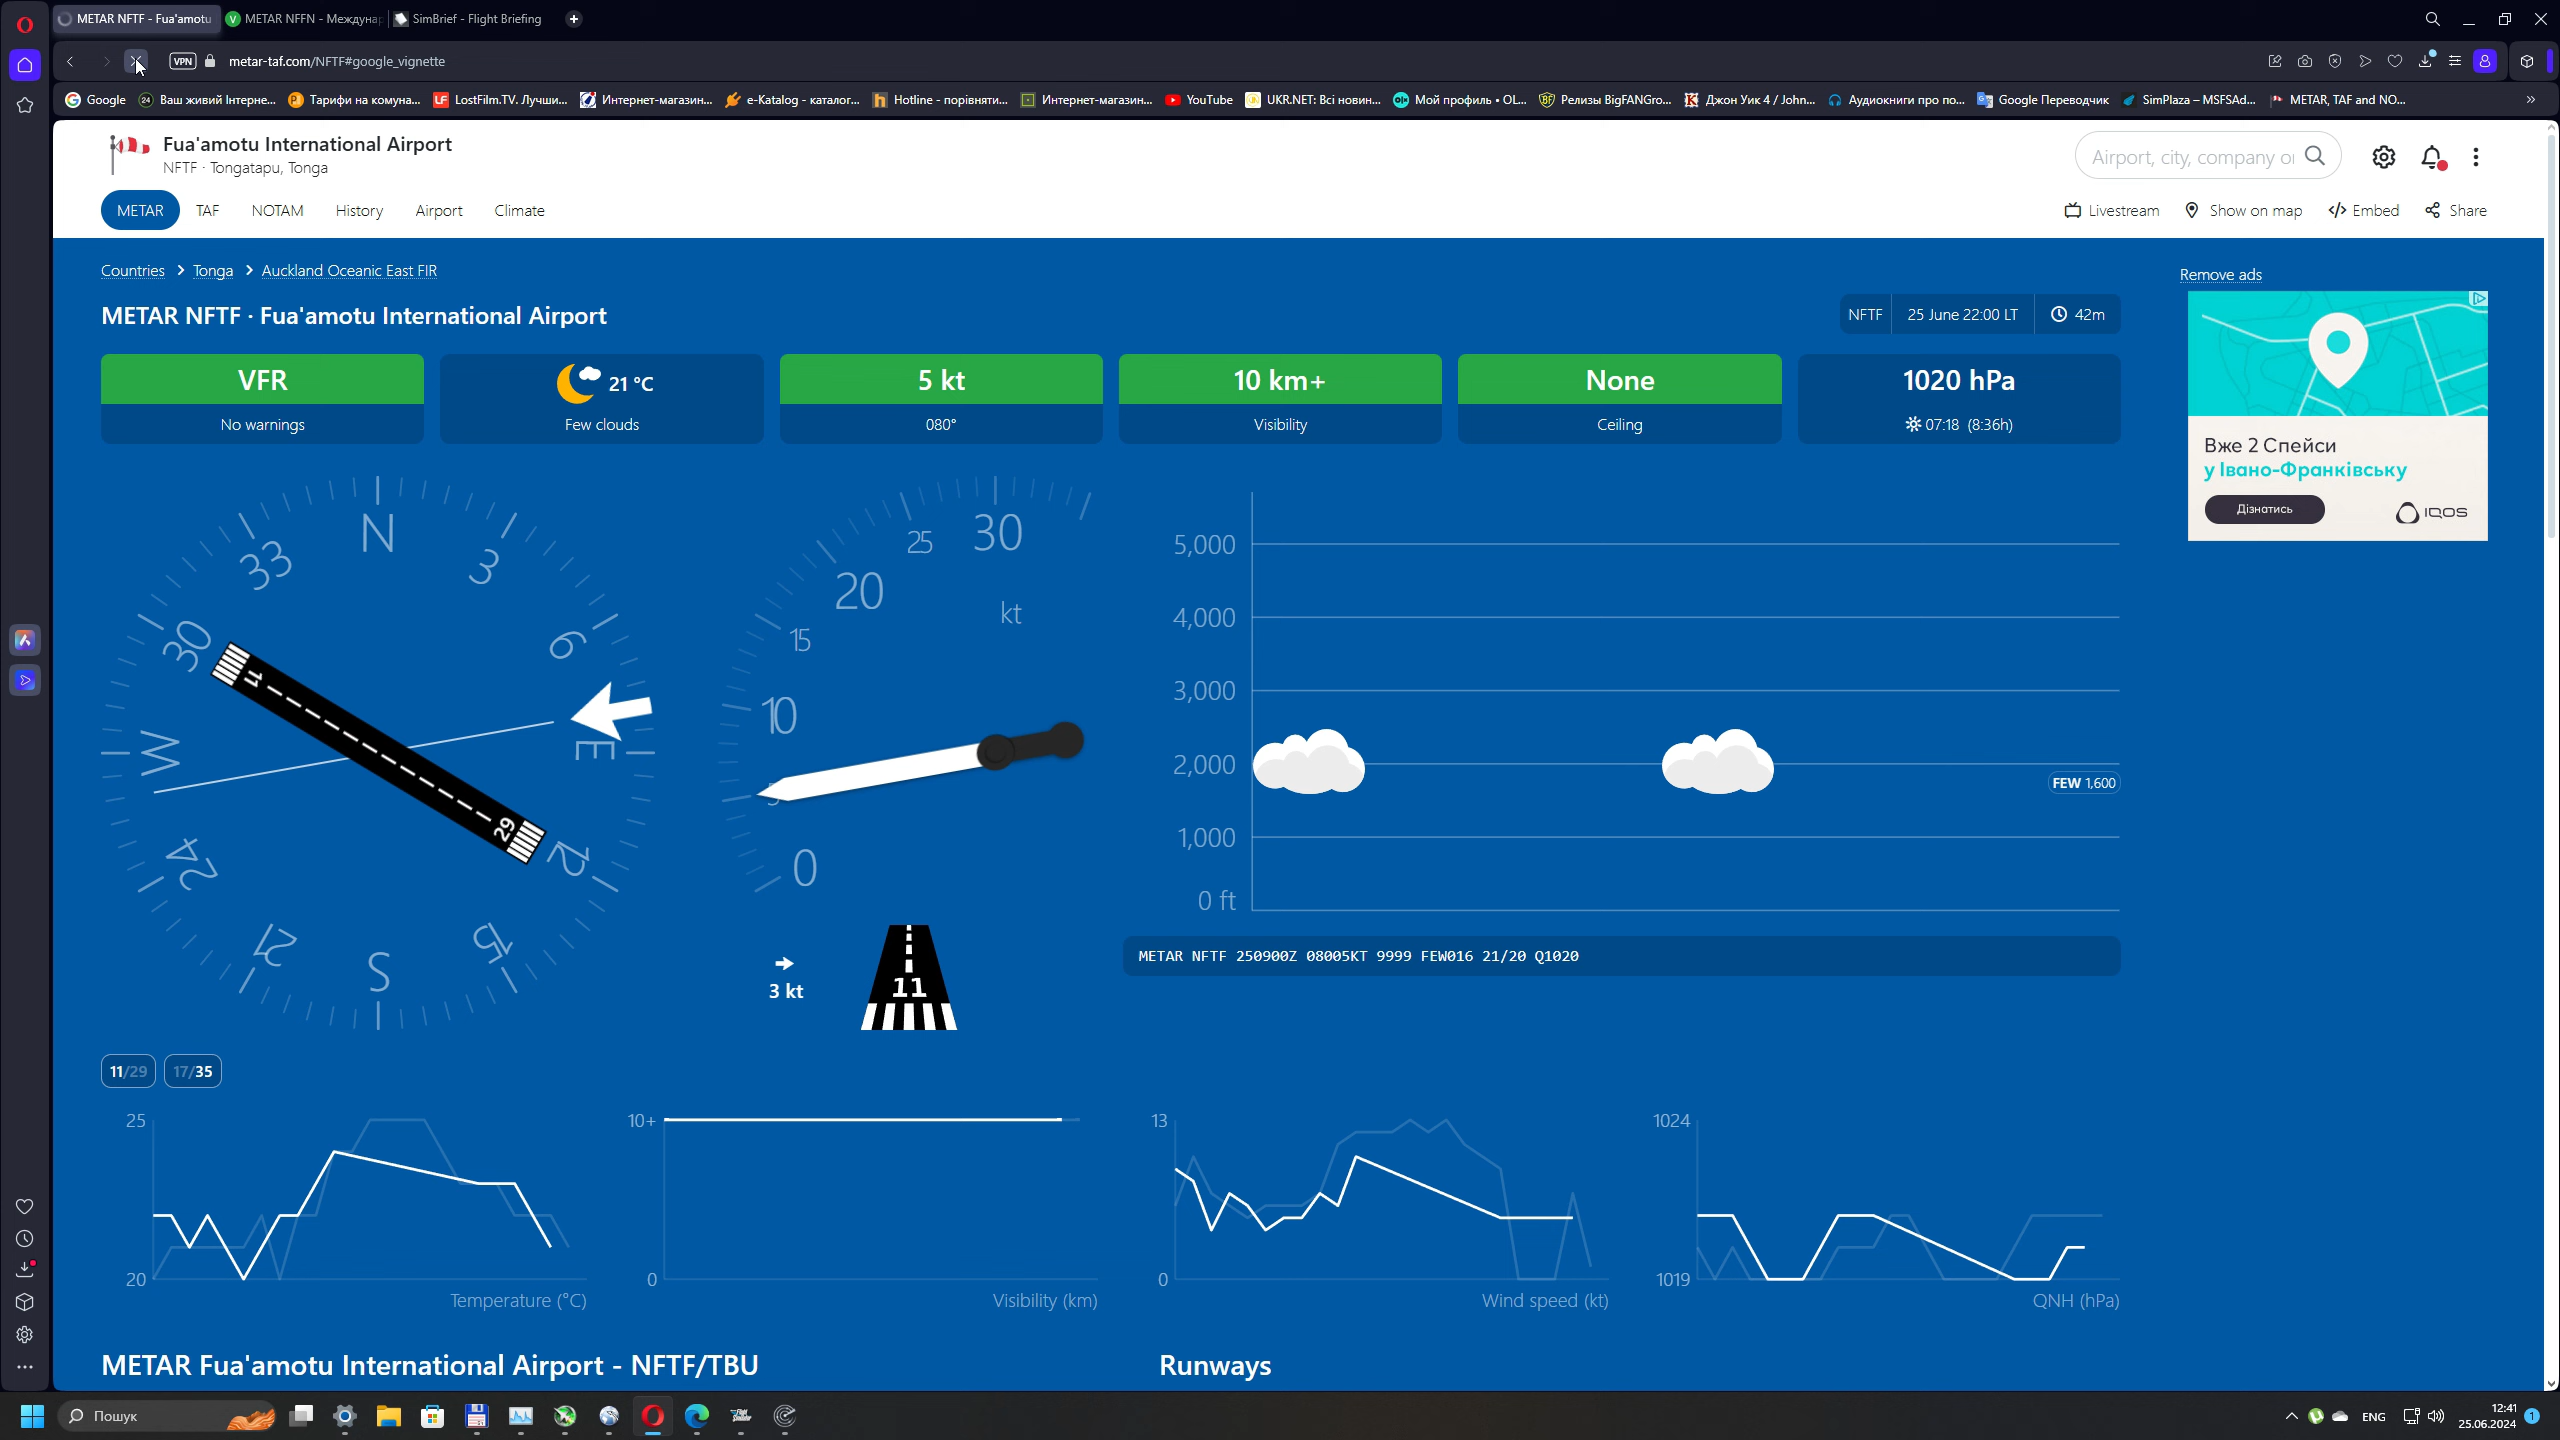 METAR NFTF - Fua'amotu
METAR NFFN - Междунар
SimBrief - Flight Briefing
VPN
metar-taf.com/NFTF#google_vignette
Google
Ваш живий Інтерне...
Тарифи на комуна...
LostFilm.TV. Лучши...
Интернет-магазин...
e-Katalog - каталог...
Hotline - порівняти...
Интернет-магазин...
YouTube
UKR.NET: Всі новин...
Мой профиль • OL...
Релизы BigFANGro...
Джон Уик 4 / John...
Аудиокниги про по...
Google Переводчик
SimPlaza – MSFSAd...
METAR, TAF and NO...
Fua'amotu International Airport
NFTF · Tongatapu, Tonga
Airport, city, company or
METAR
TAF
NOTAM
History
Airport
Climate
Livestream
Show on map
Embed
Share
Countries
Tonga
Auckland Oceanic East FIR
Remove ads
METAR NFTF · Fua'amotu International Airport
NFTF
25 June 22:00 LT
42m
VFR
No warnings
21 °C
Few clouds
5 kt
080°
10 km+
Visibility
None
Ceiling
1020 hPa
07:18 (8:36h)
Вже 2 Спейси
у Івано-Франківську
Дізнатись
IQOS
N
3
6
E
12
15
S
21
24
W
30
33
11
29
0
5
10
15
20
25
30
kt
5,000
4,000
3,000
2,000
1,000
0 ft
FEW 1,600
3 kt
11
METAR NFTF 250900Z 08005KT 9999 FEW016 21/20 Q1020
11/29
17/35
25
20
Temperature (°C)
10+
0
Visibility (km)
13
0
Wind speed (kt)
1024
1019
QNH (hPa)
METAR Fua'amotu International Airport - NFTF/TBU
Runways
Пошук
ENG
12:41
25.06.2024
1